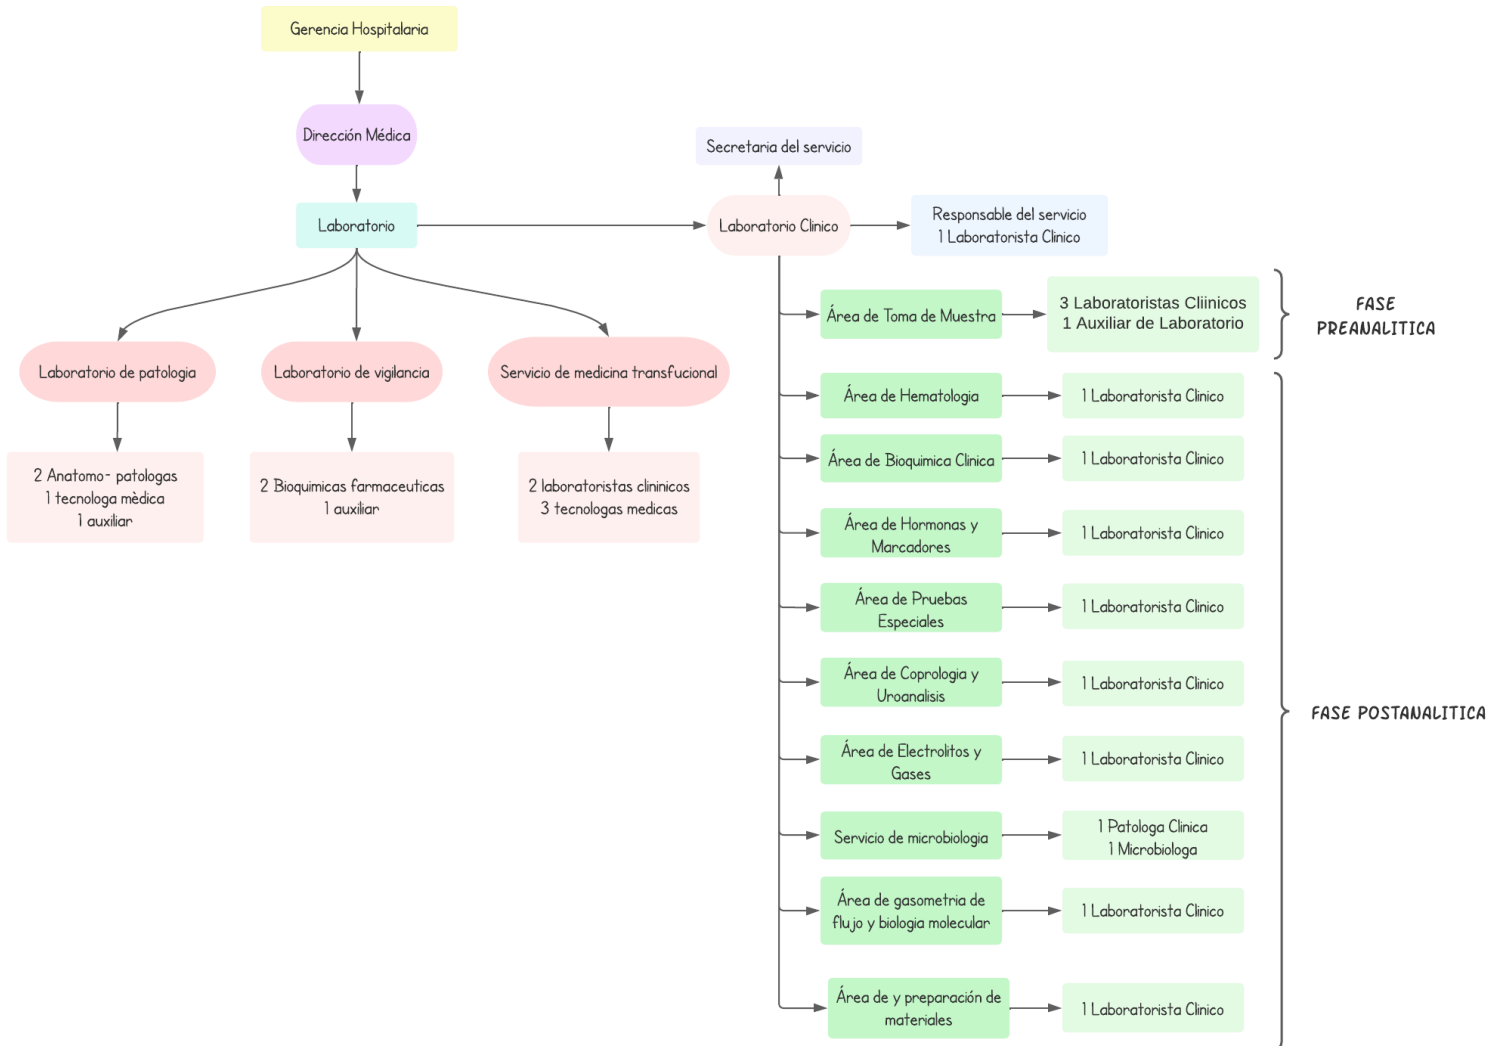 Gerencia Hospitalaria
Dirección Médica
Laboratorio
Secretaria del servicio
Laboratorio Clinico
Responsable del servicio
1 Laboratorista Clinico
Laboratorio de patologia
2 Anatomo- patologas
1 tecnologa mèdica
1 auxiliar
Laboratorio de vigilancia
2 Bioquimicas farmaceuticas
1 auxiliar
Servicio de medicina transfucional
2 laboratoristas clininicos
3 tecnologas medicas
Área de Toma de Muestra
3 Laboratoristas Cliinicos
1 Auxiliar de Laboratorio
FASE
PREANALITICA
Área de Hematologia
1 Laboratorista Clinico
Área de Bioquimica Clinica
1 Laboratorista Clinico
Área de Hormonas y
Marcadores
1 Laboratorista Clinico
Área de Pruebas
Especiales
1 Laboratorista Clinico
Área de Coprologia y
Uroanalisis
1 Laboratorista Clinico
FASE POSTANALITICA
Área de Electrolitos y
Gases
1 Laboratorista Clinico
Servicio de microbiologia
1 Patologa Clinica
1 Microbiologa
Área de gasometria de
flujo y biologia molecular
1 Laboratorista Clinico
Área de y preparación de
materiales
1 Laboratorista Clinico